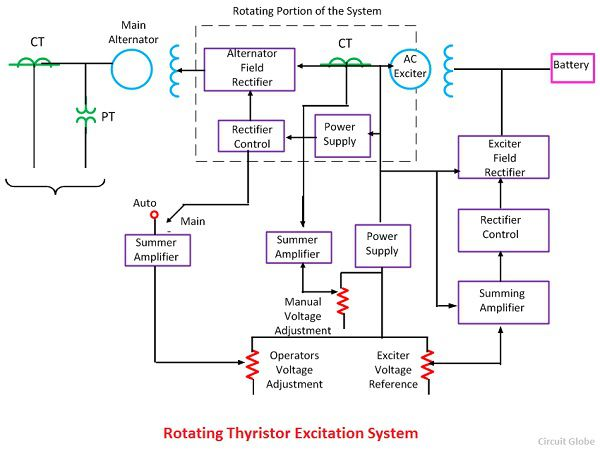 Rotating Portion of the System
Main
Alternator
CT
PT
Alternator
Field
Rectifier
CT
AC
Exciter
Battery
Rectifier
Control
Power
Supply
Exciter
Field
Rectifier
Auto
Main
Summer
Amplifier
Summer
Amplifier
Power
Supply
Rectifier
Control
Manual
Voltage
Adjustment
Summing
Amplifier
Operators
Voltage
Adjustment
Exciter
Voltage
Reference
Rotating Thyristor Excitation System
Circuit Globe